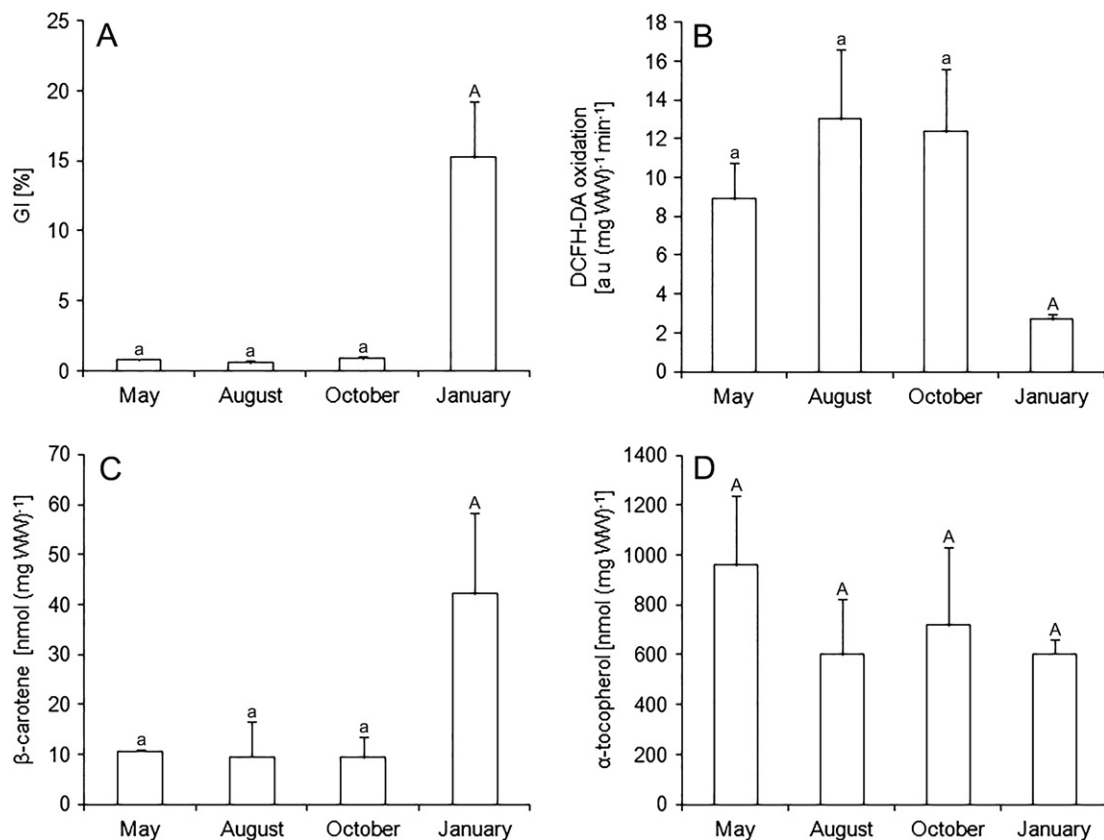 A
GI [%]
25
20
15
10
5
0
a
a
a
A
May August October January
B
DCFH-DA oxidation
[a u (mg WW)-1 min-1]
18
16
14
12
10
8
6
4
2
0
a
a
a
A
May August October January
C
β-carotene [nmol (mg WW)-1]
70
60
50
40
30
20
10
0
a
a
a
A
May August October January
D
α-tocopherol [nmol (mg WW)-1]
1400
1200
1000
800
600
400
200
0
A
A
A
A
May August October January